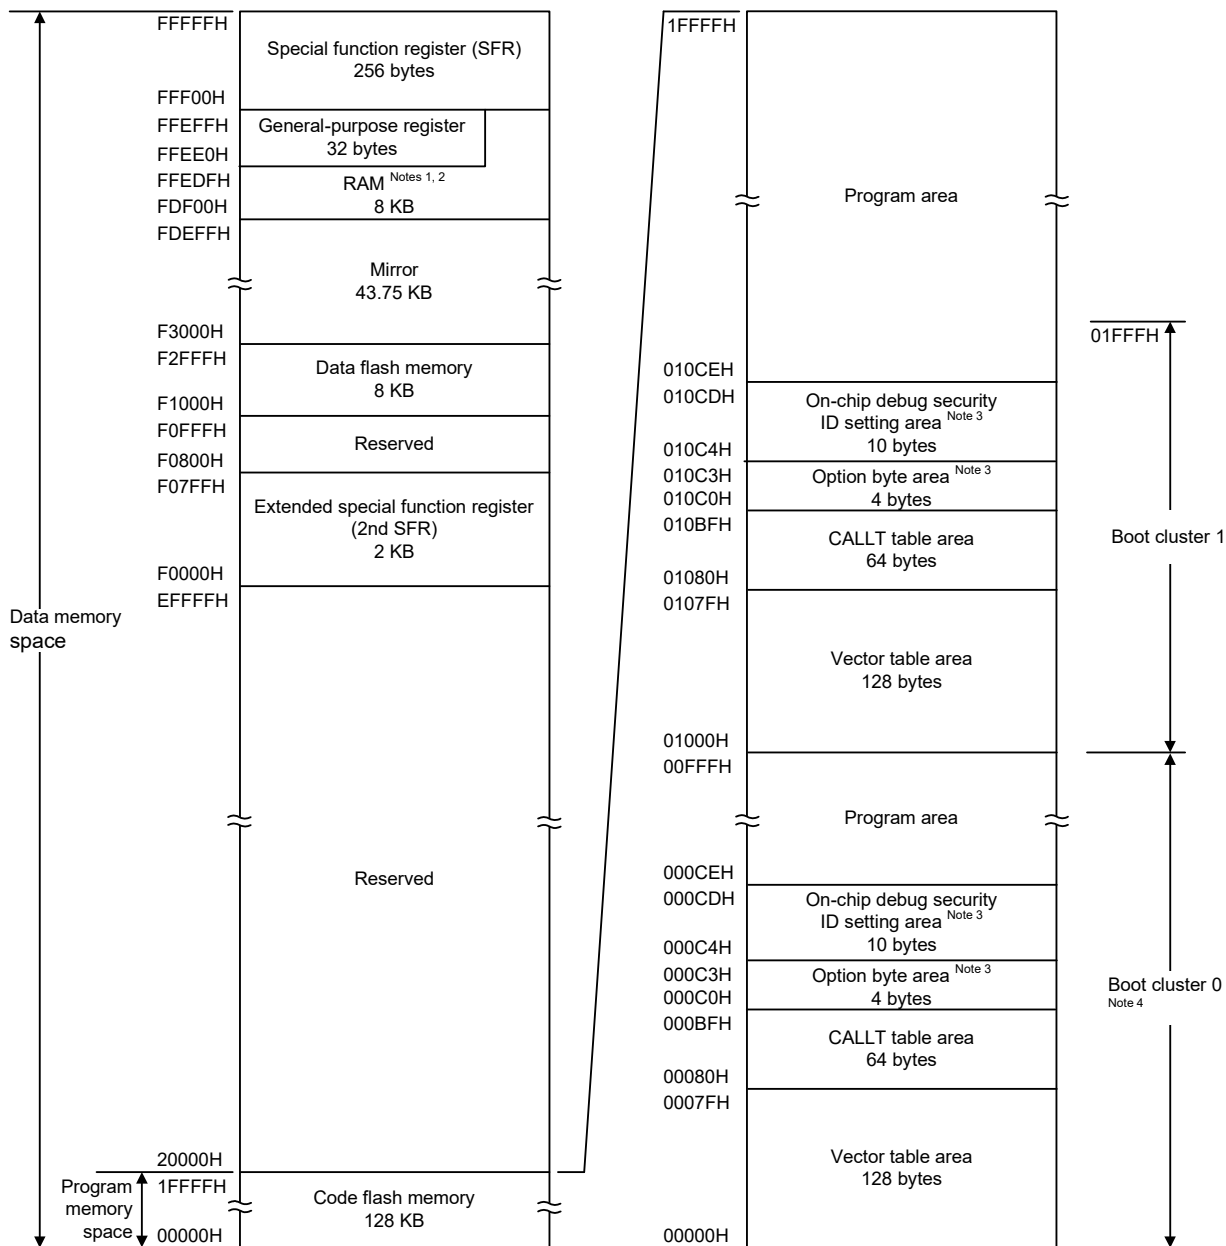 FFFFFH
Special function register (SFR)
256 bytes
FFF00H
FFEFFH
General-purpose register
32 bytes
FFEE0H
FFEDFH
RAM Notes 1, 2
8 KB
FDF00H
FDEFFH
Mirror
43.75 KB
F3000H
F2FFFH
Data flash memory
8 KB
F1000H
F0FFFH
Reserved
F0800H
F07FFH
Extended special function register
(2nd SFR)
2 KB
F0000H
EFFFFH
Data memory
space
Reserved
20000H
1FFFFH
Program
memory
space
Code flash memory
128 KB
00000H
1FFFFH
Program area
01FFFH
010CEH
010CDH
On-chip debug security
ID setting area Note 3
10 bytes
010C4H
010C3H
Option byte area Note 3
4 bytes
010C0H
010BFH
CALLT table area
64 bytes
01080H
0107FH
Boot cluster 1
Vector table area
128 bytes
01000H
00FFFH
Program area
000CEH
000CDH
On-chip debug security
ID setting area Note 3
10 bytes
000C4H
000C3H
Option byte area Note 3
4 bytes
000C0H
000BFH
Boot cluster 0
Note 4
CALLT table area
64 bytes
00080H
0007FH
Vector table area
128 bytes
00000H